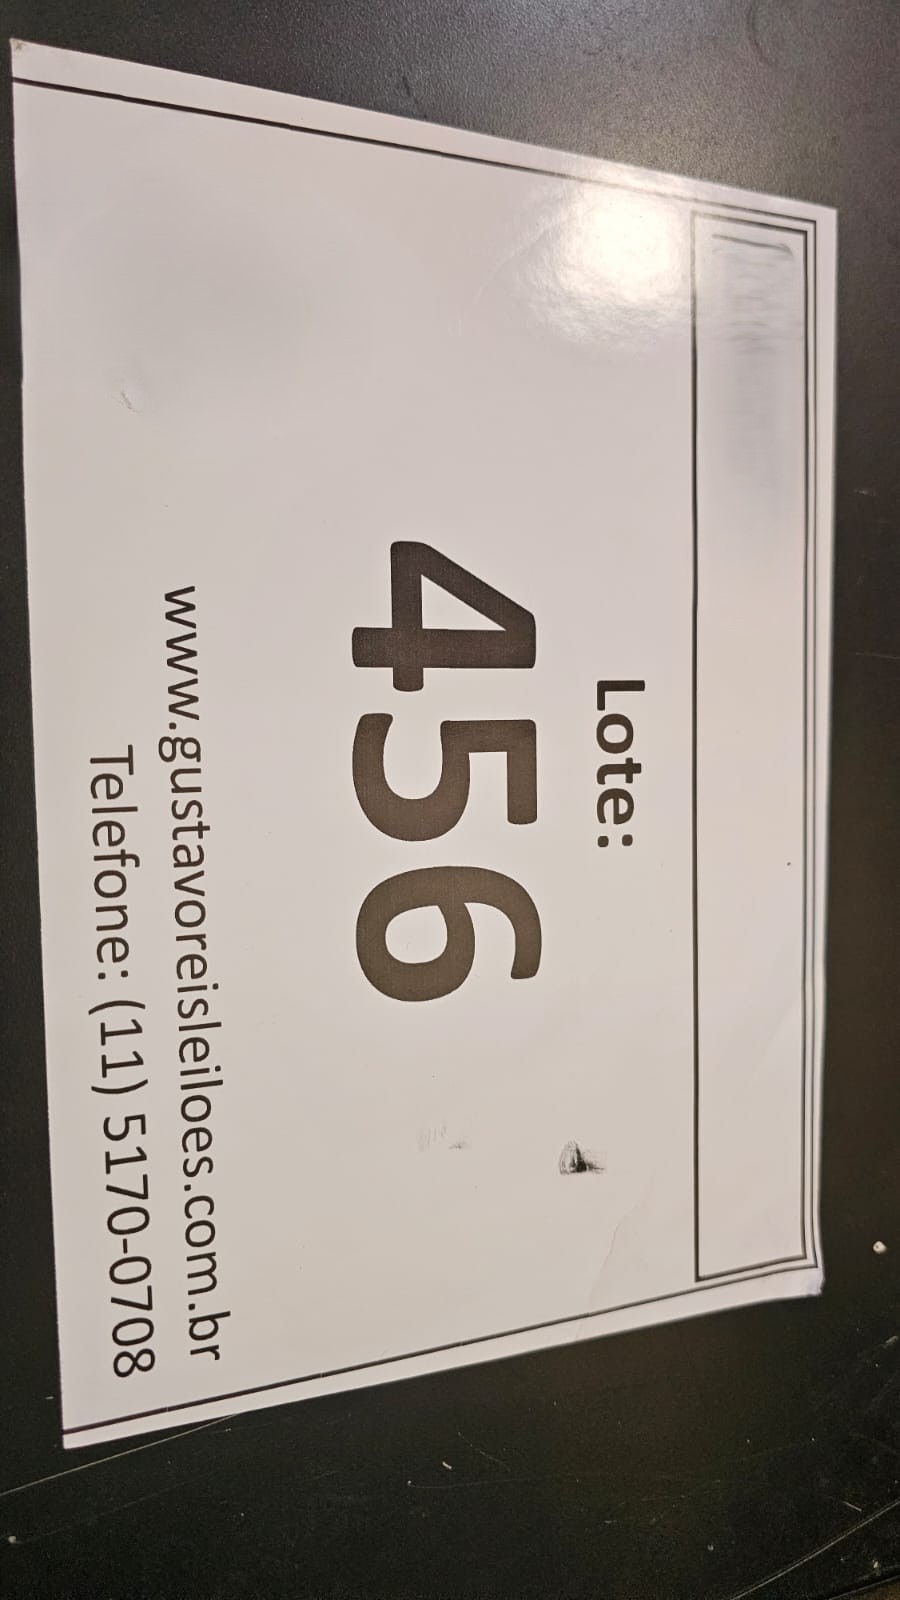 Lote:
456
www.gustavoreisleiloes.com.br
Telefone: (11) 5170-0708